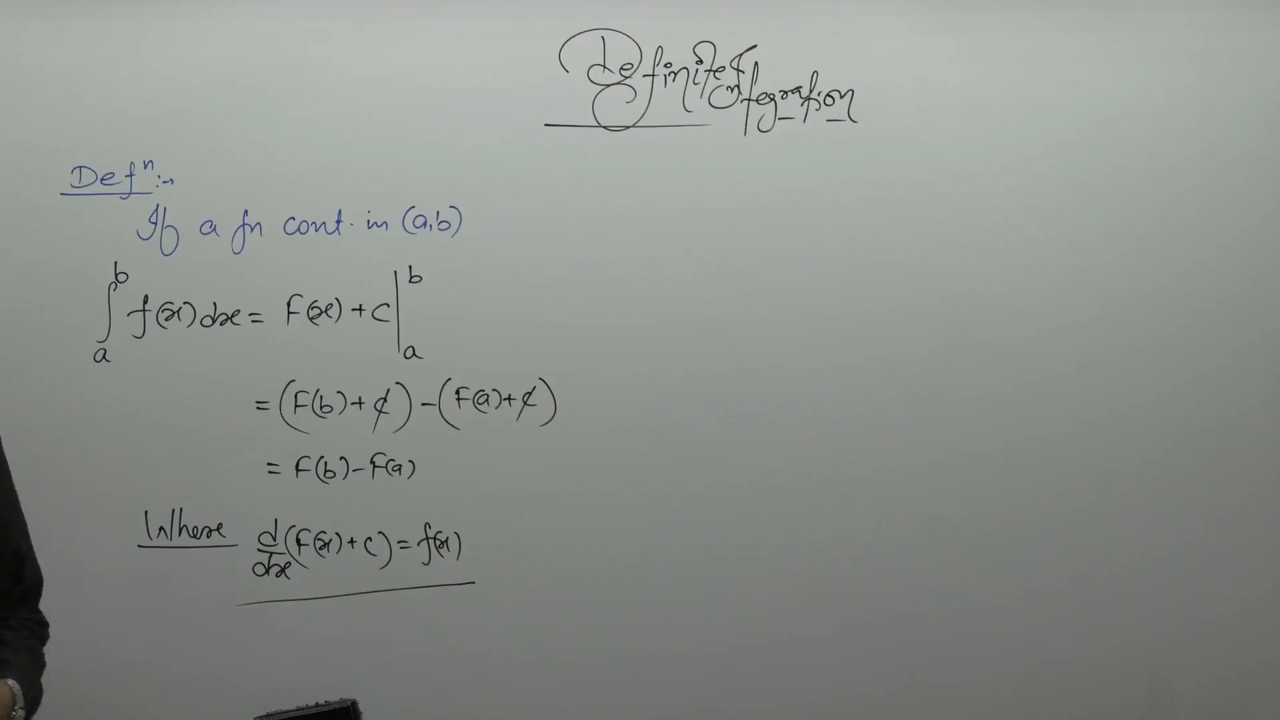 Definite Integration
Defⁿ:-
If a fn cont. in (a,b)
∫_a^b f(x)dx = F(x)+c |_a^b
= (F(b)+c̸)-(F(a)+c̸)
= F(b)-F(a)
Where d/dx(F(x)+c)=f(x)